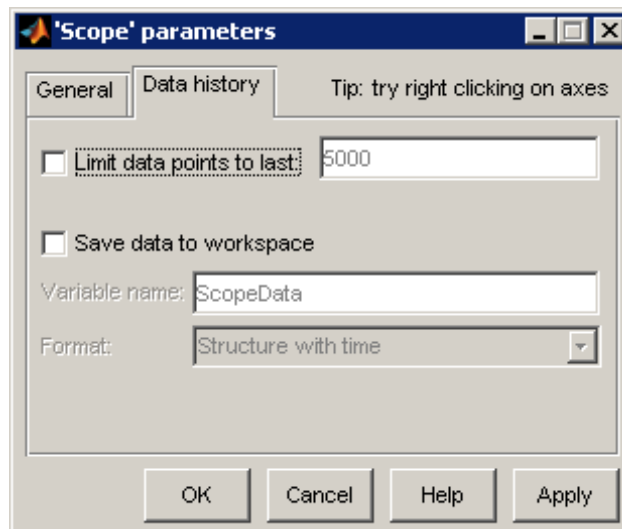 'Scope' parameters
General Data history Tip: try right clicking on axes
Limit data points to last: 5000
Save data to workspace
Variable name: ScopeData
Format: Structure with time
OK Cancel Help Apply